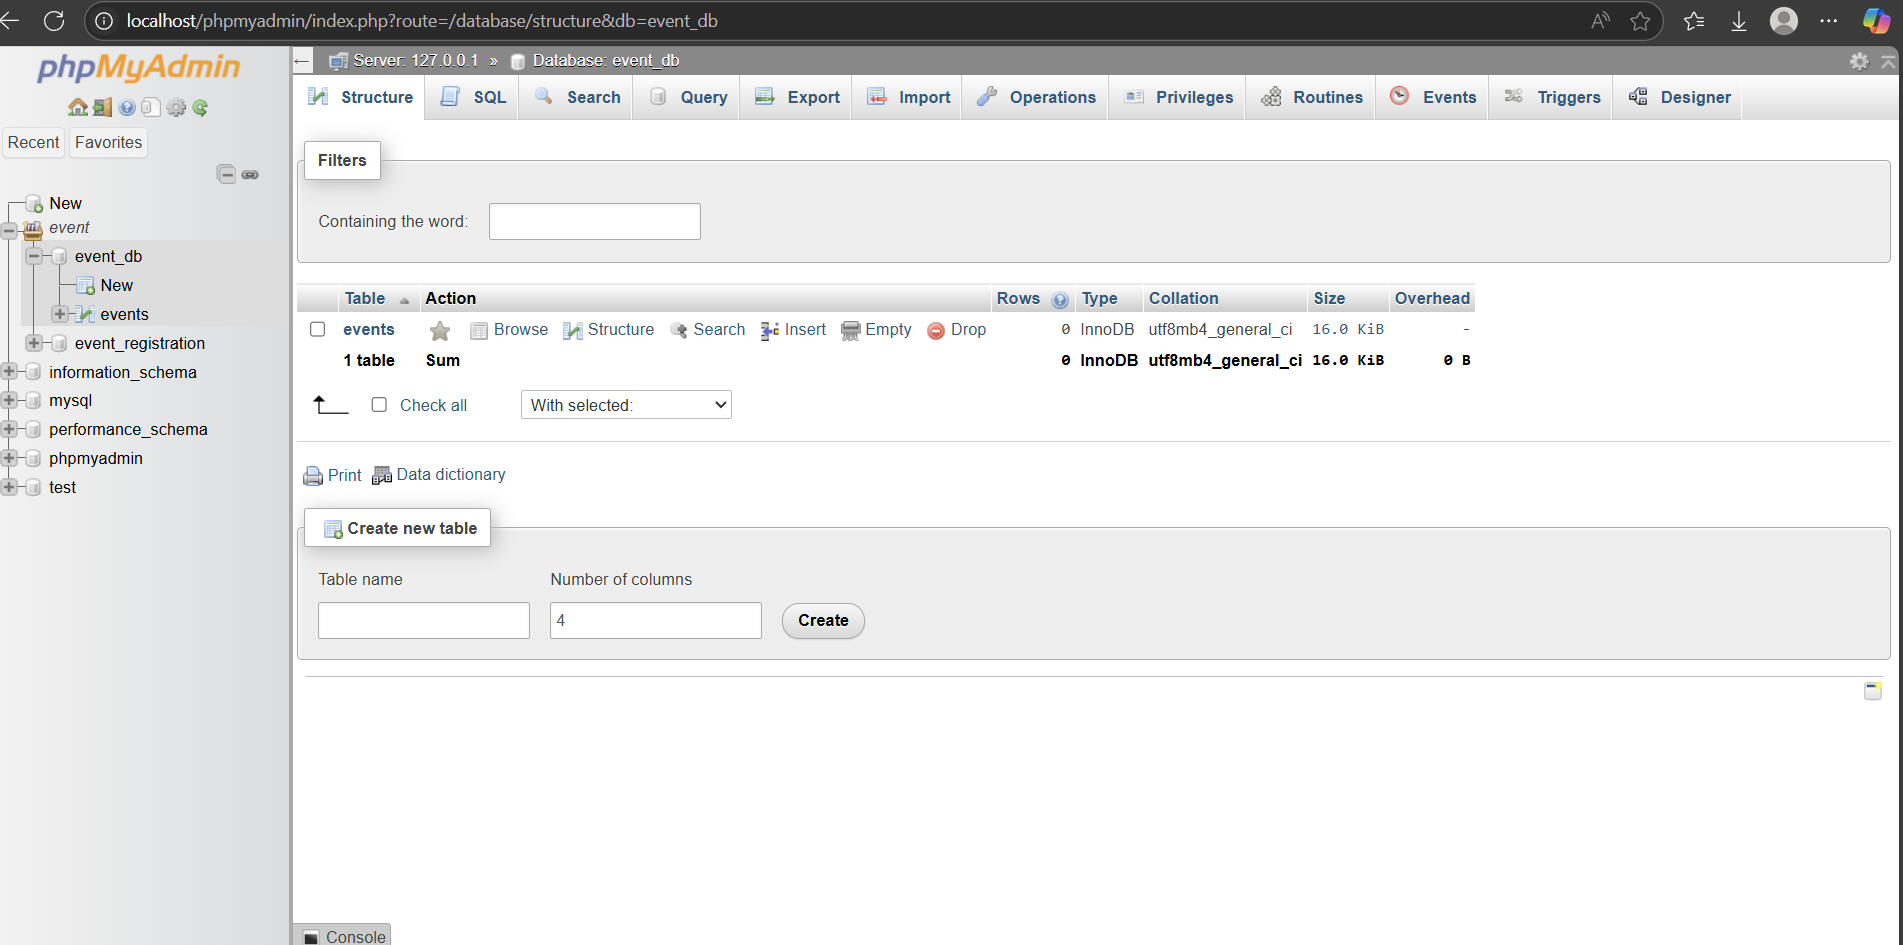 localhost/phpmyadmin/index.php?route=/database/structure&db=event_db
phpMyAdmin
Recent Favorites
New
event
event_db
New
events
event_registration
information_schema
mysql
performance_schema
phpmyadmin
test
Server: 127.0.0.1 » Database: event_db
Structure SQL Search Query Export Import Operations Privileges Routines Events Triggers Designer
Filters
Containing the word:
Table Action Rows Type Collation Size Overhead
events Browse Structure Search Insert Empty Drop 0 InnoDB utf8mb4_general_ci 16.0 KiB -
1 table Sum 0 InnoDB utf8mb4_general_ci 16.0 KiB 0 B
Check all With selected:
Print Data dictionary
Create new table
Table name Number of columns
4 Create
Console